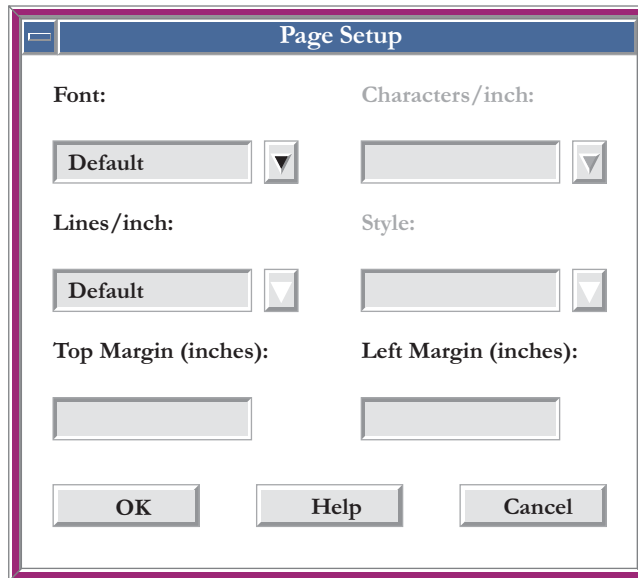 Page Setup
Font: Characters/inch:
Default
Lines/inch: Style:
Default
Top Margin (inches): Left Margin (inches):
OK Help Cancel